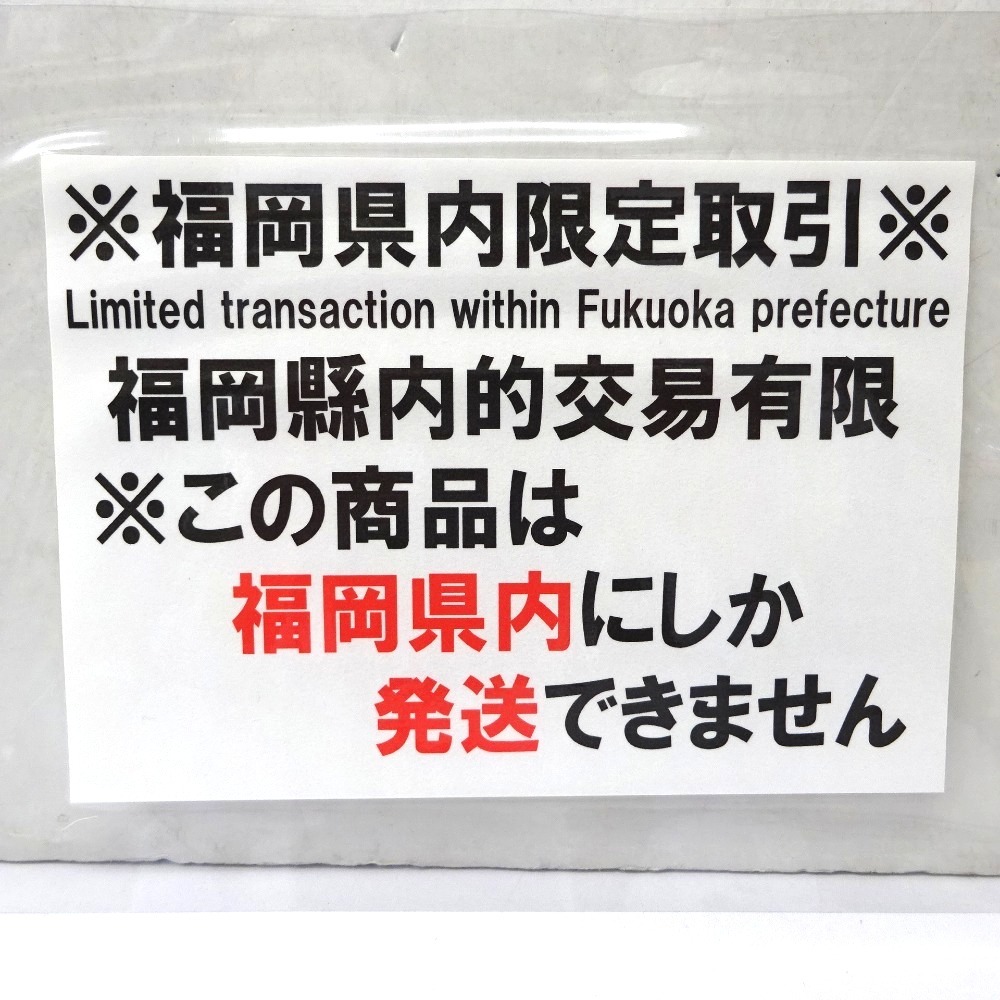 ※福岡県内限定取引※
Limited transaction within Fukuoka prefecture
福岡縣内的交易有限
※この商品は
福岡県内にしか
発送できません